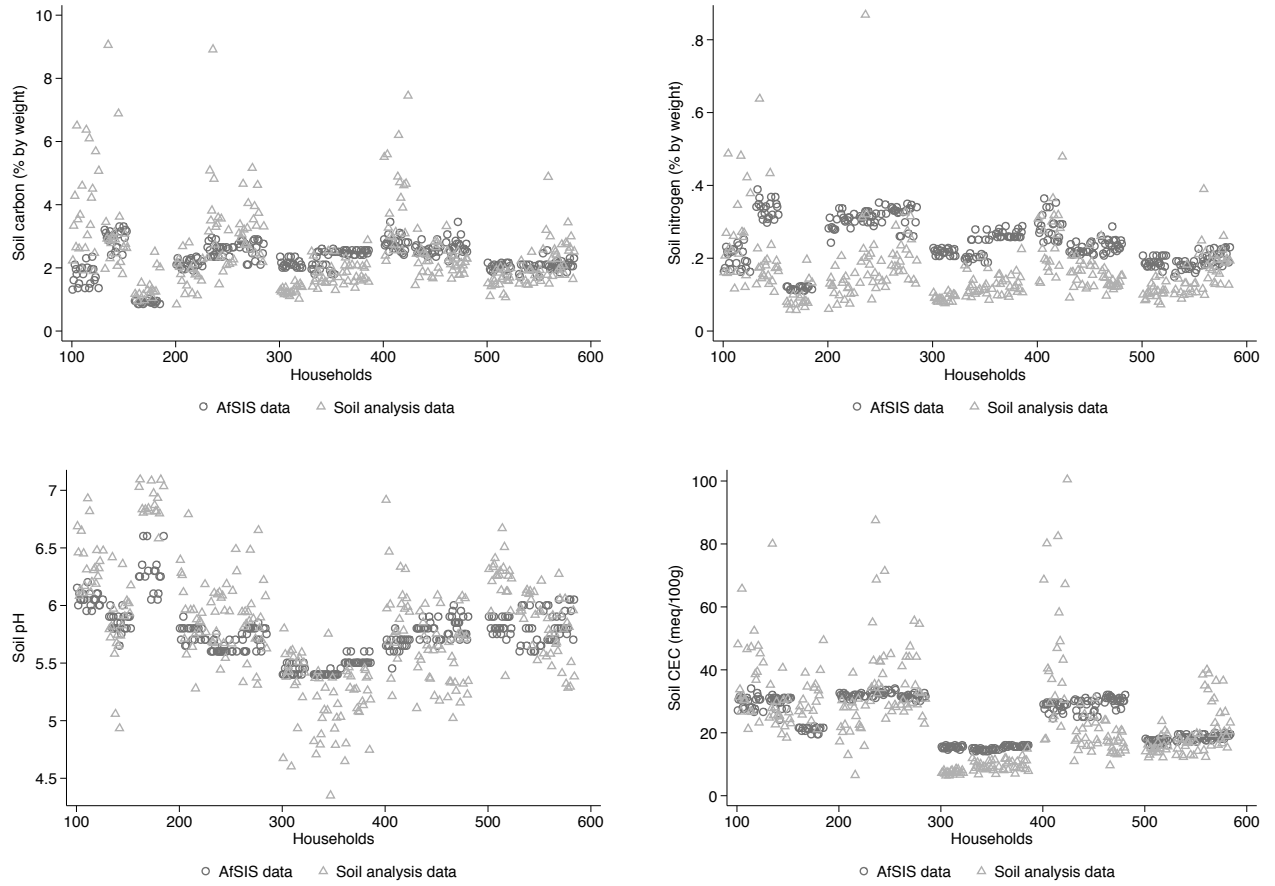 Soil carbon (% by weight)
10
8
6
4
2
0
100 200 300 400 500 600
Households
AfSIS data Soil analysis data
Soil nitrogen (% by weight)
.8
.6
.4
.2
0
100 200 300 400 500 600
Households
AfSIS data Soil analysis data
Soil pH
7
6.5
6
5.5
5
4.5
100 200 300 400 500 600
Households
AfSIS data Soil analysis data
Soil CEC (meq/100g)
100
80
60
40
20
0
100 200 300 400 500 600
Households
AfSIS data Soil analysis data